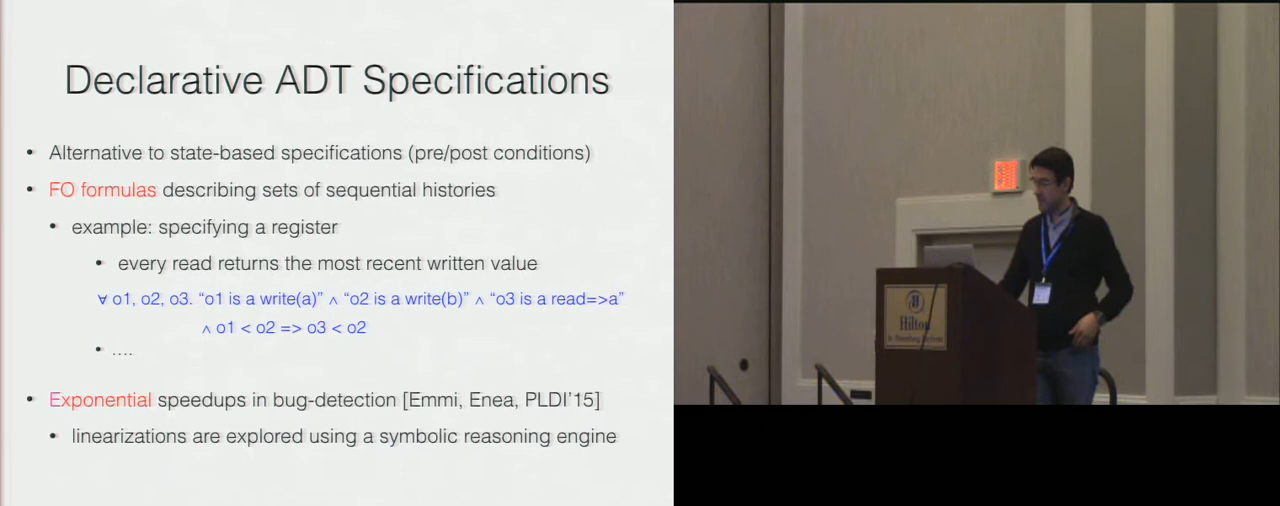 Declarative ADT Specifications
• Alternative to state-based specifications (pre/post conditions)
• FO formulas describing sets of sequential histories
• example: specifying a register
• every read returns the most recent written value
∀ o1, o2, o3. “o1 is a write(a)” ∧ “o2 is a write(b)” ∧ “o3 is a read=>a”
∧ o1 < o2 => o3 < o2
• ....
• Exponential speedups in bug-detection [Emmi, Enea, PLDI’15]
• linearizations are explored using a symbolic reasoning engine
Hilton